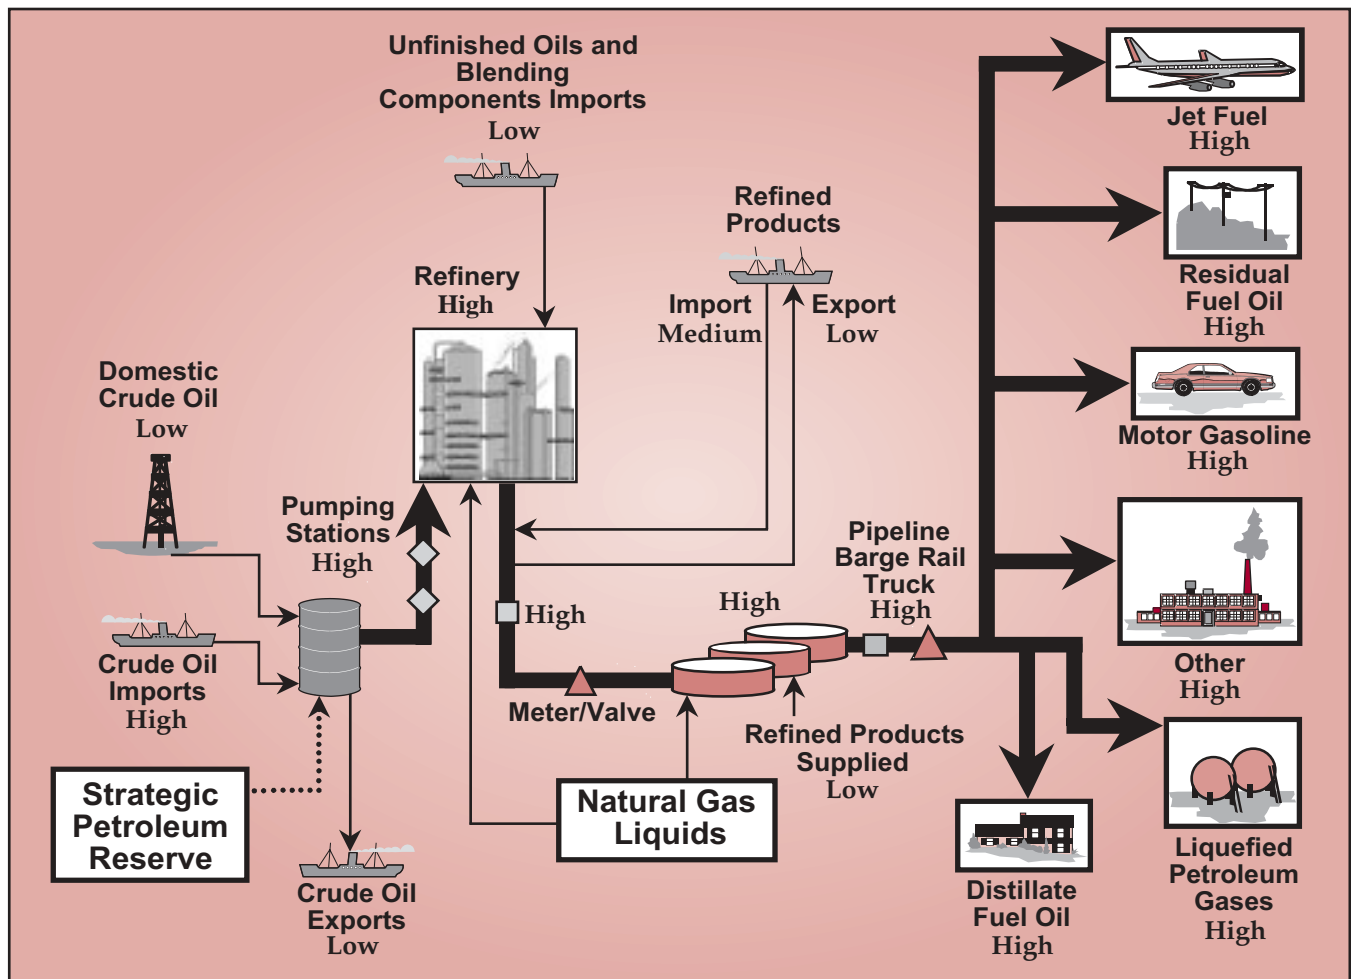 Unfinished Oils and
Blending
Components Imports
Low
Refined
Products
Import
Medium
Export
Low
Refinery
High
Domestic
Crude Oil
Low
Pumping
Stations
High
Crude Oil
Imports
High
Strategic
Petroleum
Reserve
Crude Oil
Exports
Low
High
Meter/Valve
Natural Gas
Liquids
High
Refined Products
Supplied
Low
Pipeline
Barge Rail
Truck
High
Jet Fuel
High
Residual
Fuel Oil
High
Motor Gasoline
High
Other
High
Liquefied
Petroleum
Gases
High
Distillate
Fuel Oil
High